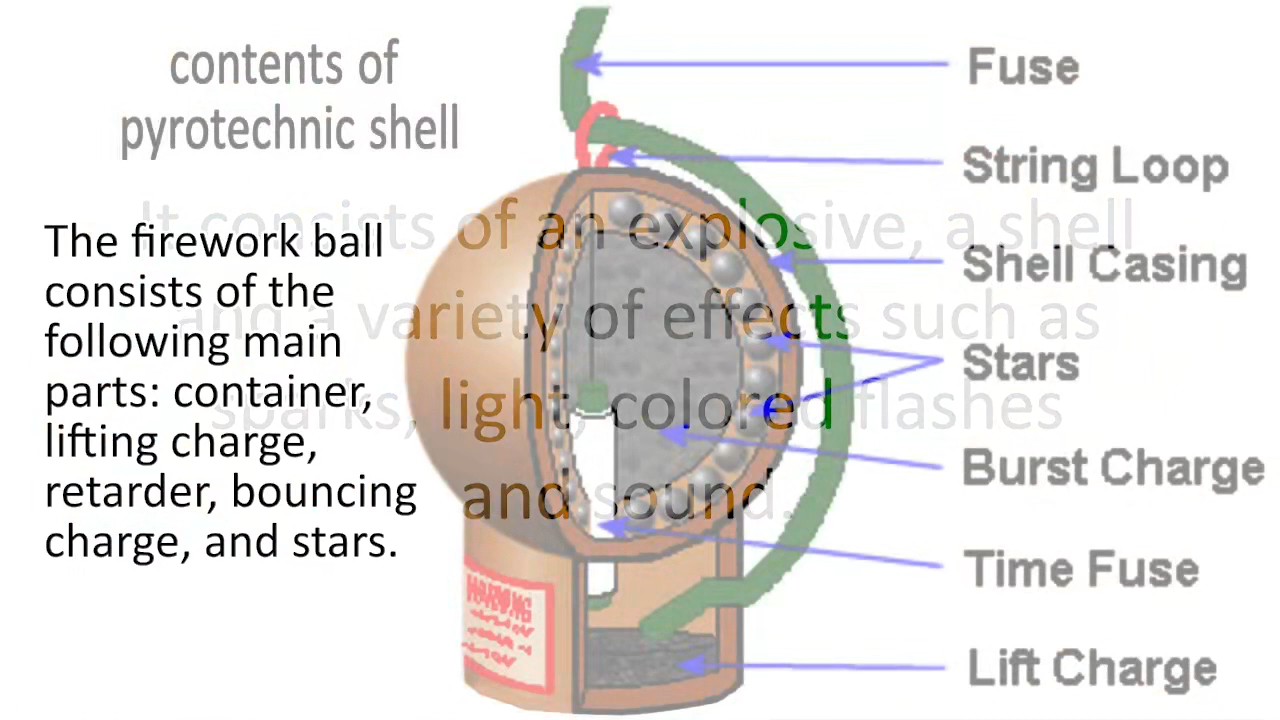 contents of
pyrotechnic shell
The firework ball
consists of the
following main
parts: container,
lifting charge,
retarder, bouncing
charge, and stars.
It consists of an explosive, a shell
and a variety of effects such as
sparks, light, colored flashes
and sound.
Fuse
String Loop
Shell Casing
Stars
Burst Charge
Time Fuse
Lift Charge
WARNING